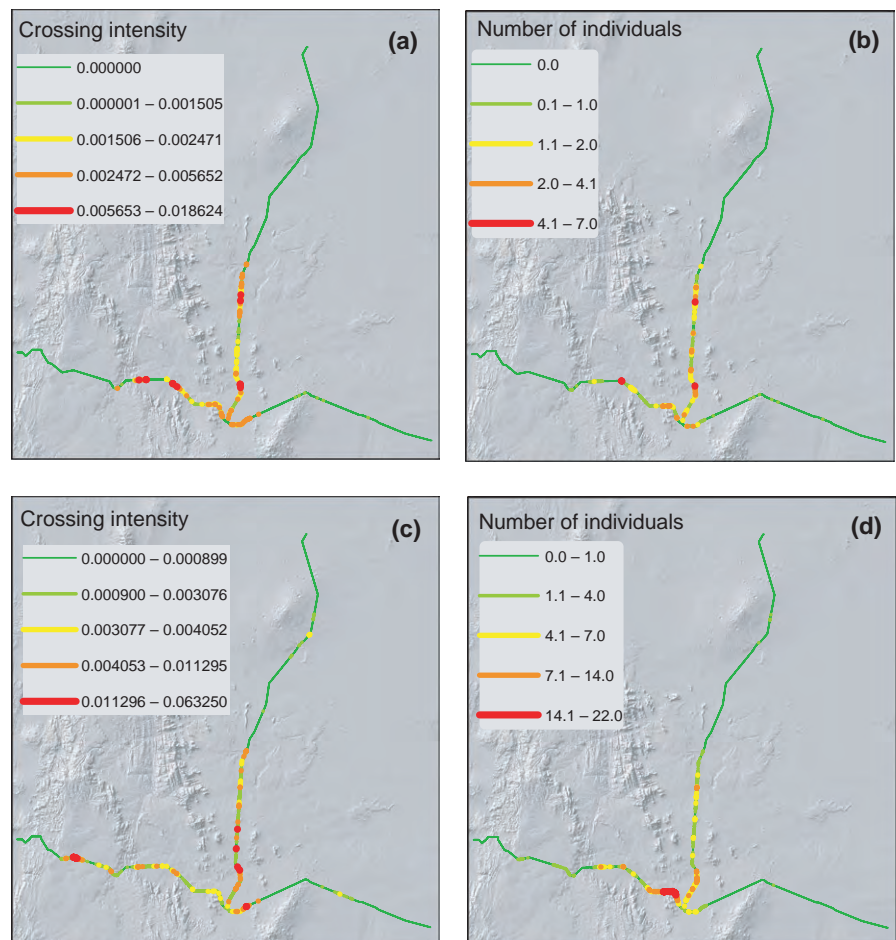 Crossing intensity
(a)
0.000000
0.000001 – 0.001505
0.001506 – 0.002471
0.002472 – 0.005652
0.005653 – 0.018624
Number of individuals
(b)
0.0
0.1 – 1.0
1.1 – 2.0
2.0 – 4.1
4.1 – 7.0
Crossing intensity
(c)
0.000000 – 0.000899
0.000900 – 0.003076
0.003077 – 0.004052
0.004053 – 0.011295
0.011296 – 0.063250
Number of individuals
(d)
0.0 – 1.0
1.1 – 4.0
4.1 – 7.0
7.1 – 14.0
14.1 – 22.0